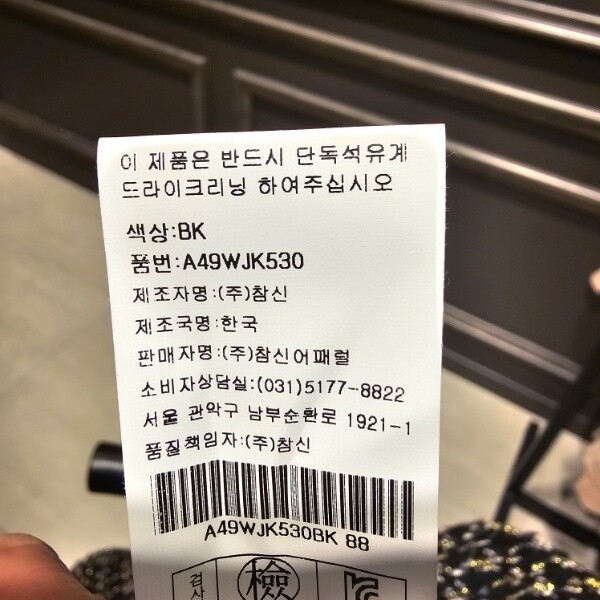 이 제품은 반드시 단독석유계
드라이크리닝 하여주십시오
색상:BK
품번:A49WJK530
제조자명:(주)참신
제조국명:한국
판매자명:(주)참신어패럴
소비자상담실:(031)5177-8822
서울 관악구 남부순환로 1921-1
품질책임자:(주)참신
A49WJK530BK 88
검사
檢